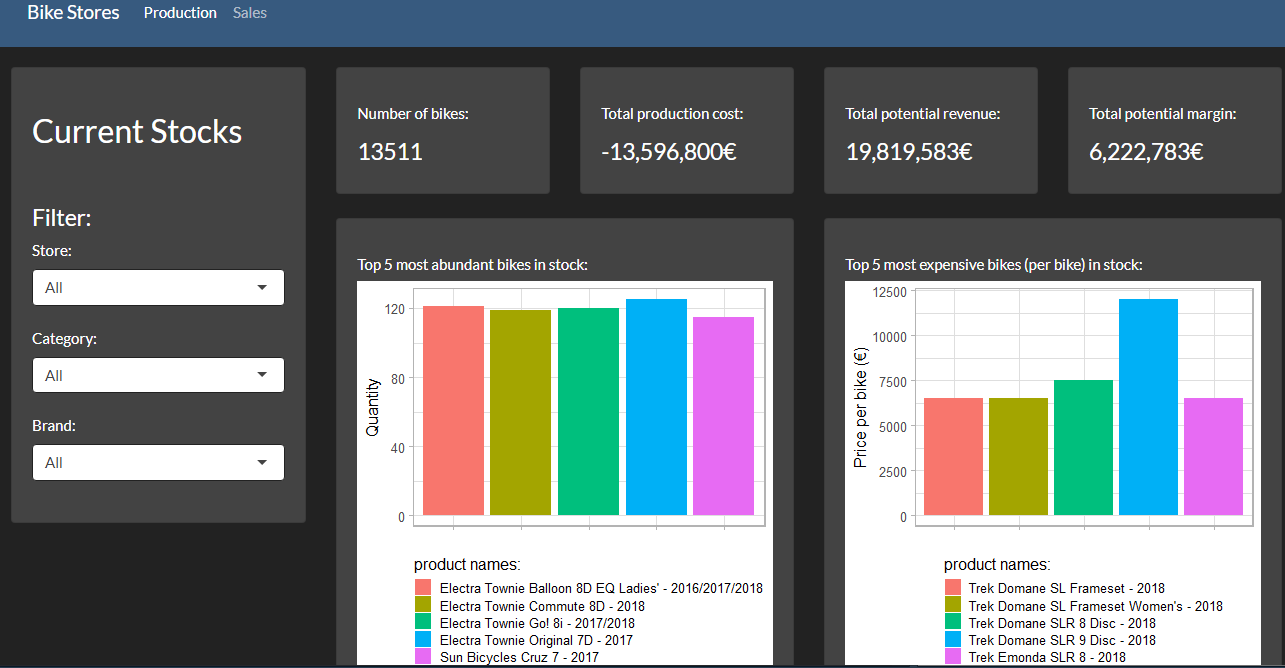 Bike Stores Production Sales
Current Stocks
Filter:
Store:
All
Category:
All
Brand:
All
Number of bikes:
13511
Total production cost:
-13,596,800€
Total potential revenue:
19,819,583€
Total potential margin:
6,222,783€
Top 5 most abundant bikes in stock:
120
80
40
0
Quantity
product names:
Electra Townie Balloon 8D EQ Ladies' - 2016/2017/2018
Electra Townie Commute 8D - 2018
Electra Townie Go! 8i - 2017/2018
Electra Townie Original 7D - 2017
Sun Bicycles Cruz 7 - 2017
Top 5 most expensive bikes (per bike) in stock:
12500
10000
7500
5000
2500
0
Price per bike (€)
product names:
Trek Domane SL Frameset - 2018
Trek Domane SL Frameset Women's - 2018
Trek Domane SLR 8 Disc - 2018
Trek Domane SLR 9 Disc - 2018
Trek Emonda SLR 8 - 2018